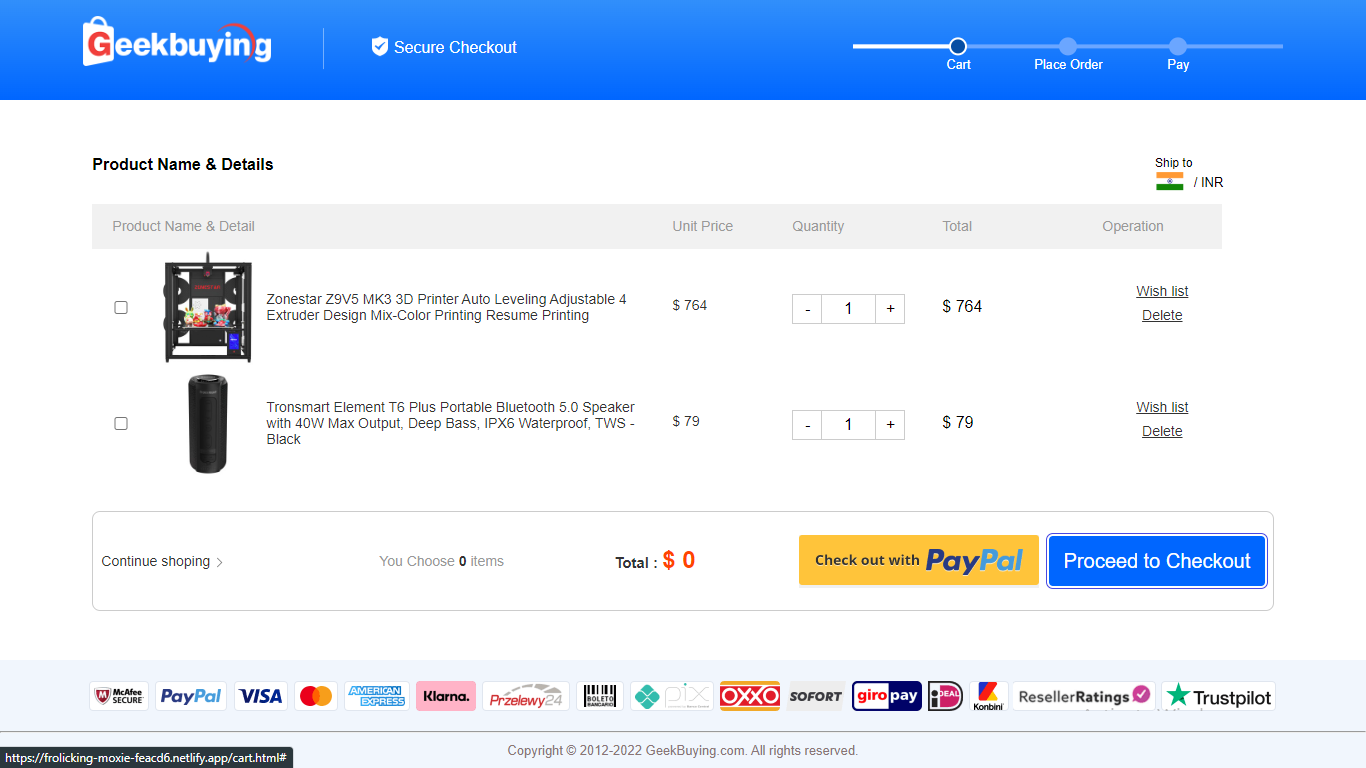 Geekbuying
Secure Checkout
Cart
Place Order
Pay
Product Name & Details
Ship to
/ INR
Product Name & Detail
Unit Price
Quantity
Total
Operation
ZONESTAR
Zonestar Z9V5 MK3 3D Printer Auto Leveling Adjustable 4
Extruder Design Mix-Color Printing Resume Printing
$ 764
- 1 +
$ 764
Wish list
Delete
Tronsmart Element T6 Plus Portable Bluetooth 5.0 Speaker
with 40W Max Output, Deep Bass, IPX6 Waterproof, TWS -
Black
$ 79
- 1 +
$ 79
Wish list
Delete
Continue shoping >
You Choose 0 items
Total : $ 0
Check out with PayPal
Proceed to Checkout
McAfee
SECURE
PayPal
VISA
AMERICAN
EXPRESS
Klarna.
Przelewy24
BOLETO
BANCÁRIO
pix
OXXO
SOFORT
giropay
iDEAL
Konbini
ResellerRatings
Trustpilot
Copyright © 2012-2022 GeekBuying.com. All rights reserved.
https://frolicking-moxie-feacd6.netlify.app/cart.html#